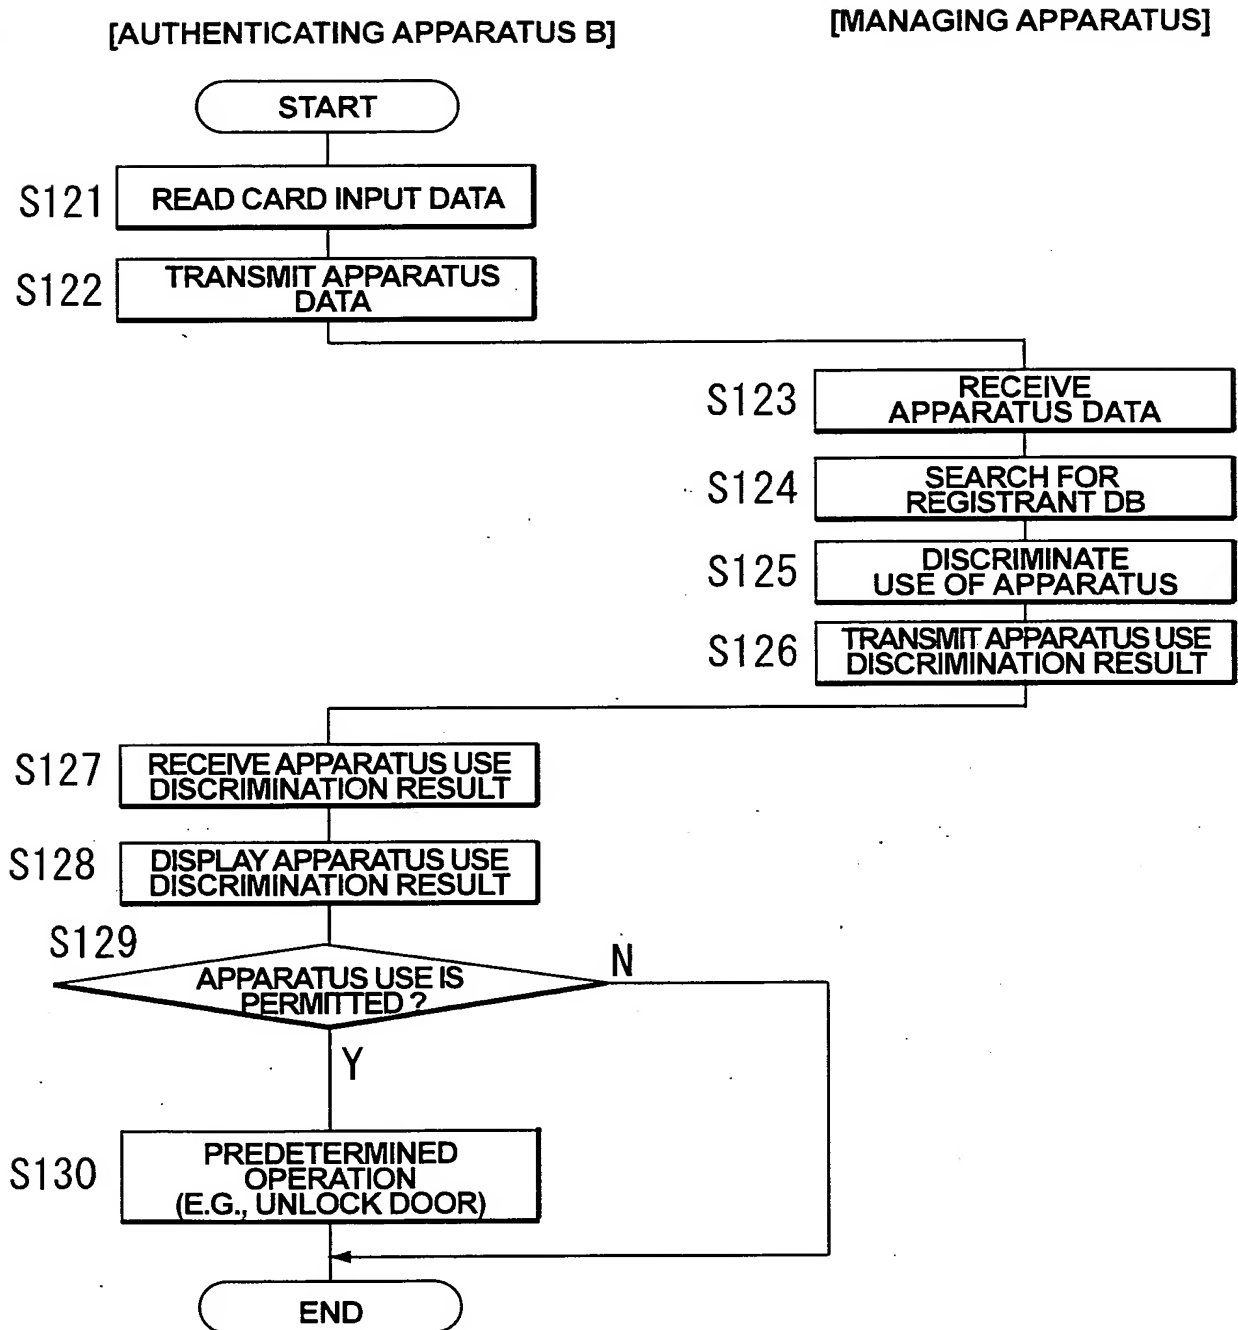 [AUTHENTICATING APPARATUS B]
[MANAGING APPARATUS]
START
S121
READ CARD INPUT DATA
S122
TRANSMIT APPARATUS
DATA
S123
RECEIVE
APPARATUS DATA
S124
SEARCH FOR
REGISTRANT DB
S125
DISCRIMINATE
USE OF APPARATUS
S126
TRANSMIT APPARATUS USE
DISCRIMINATION RESULT
S127
RECEIVE APPARATUS USE
DISCRIMINATION RESULT
S128
DISPLAY APPARATUS USE
DISCRIMINATION RESULT
S129
APPARATUS USE IS
PERMITTED ?
N
Y
S130
PREDETERMINED
OPERATION
(E.G., UNLOCK DOOR)
END